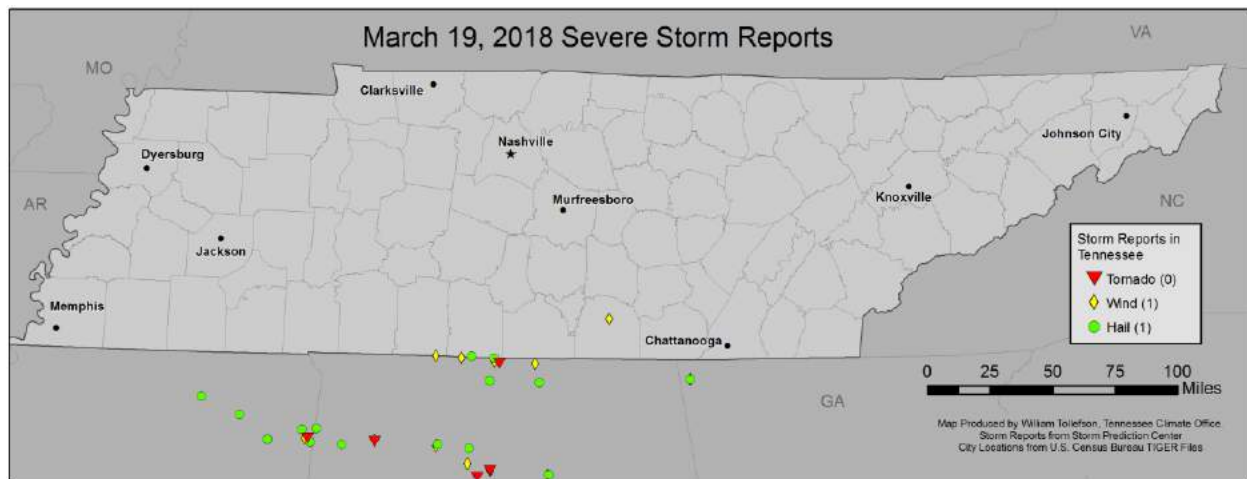 March 19, 2018 Severe Storm Reports
MO
VA
Clarksville
Nashville
Johnson City
Dyersburg
Knoxville
AR
Murfreesboro
NC
Jackson
Storm Reports in
Tennessee
Tornado (0)
Wind (1)
Hail (1)
Memphis
Chattanooga
0 25 50 75 100
Miles
GA
Map Produced by William Tollefson, Tennessee Climate Office
Storm Reports from Storm Prediction Center
City Locations from U.S. Census Bureau TIGER Files